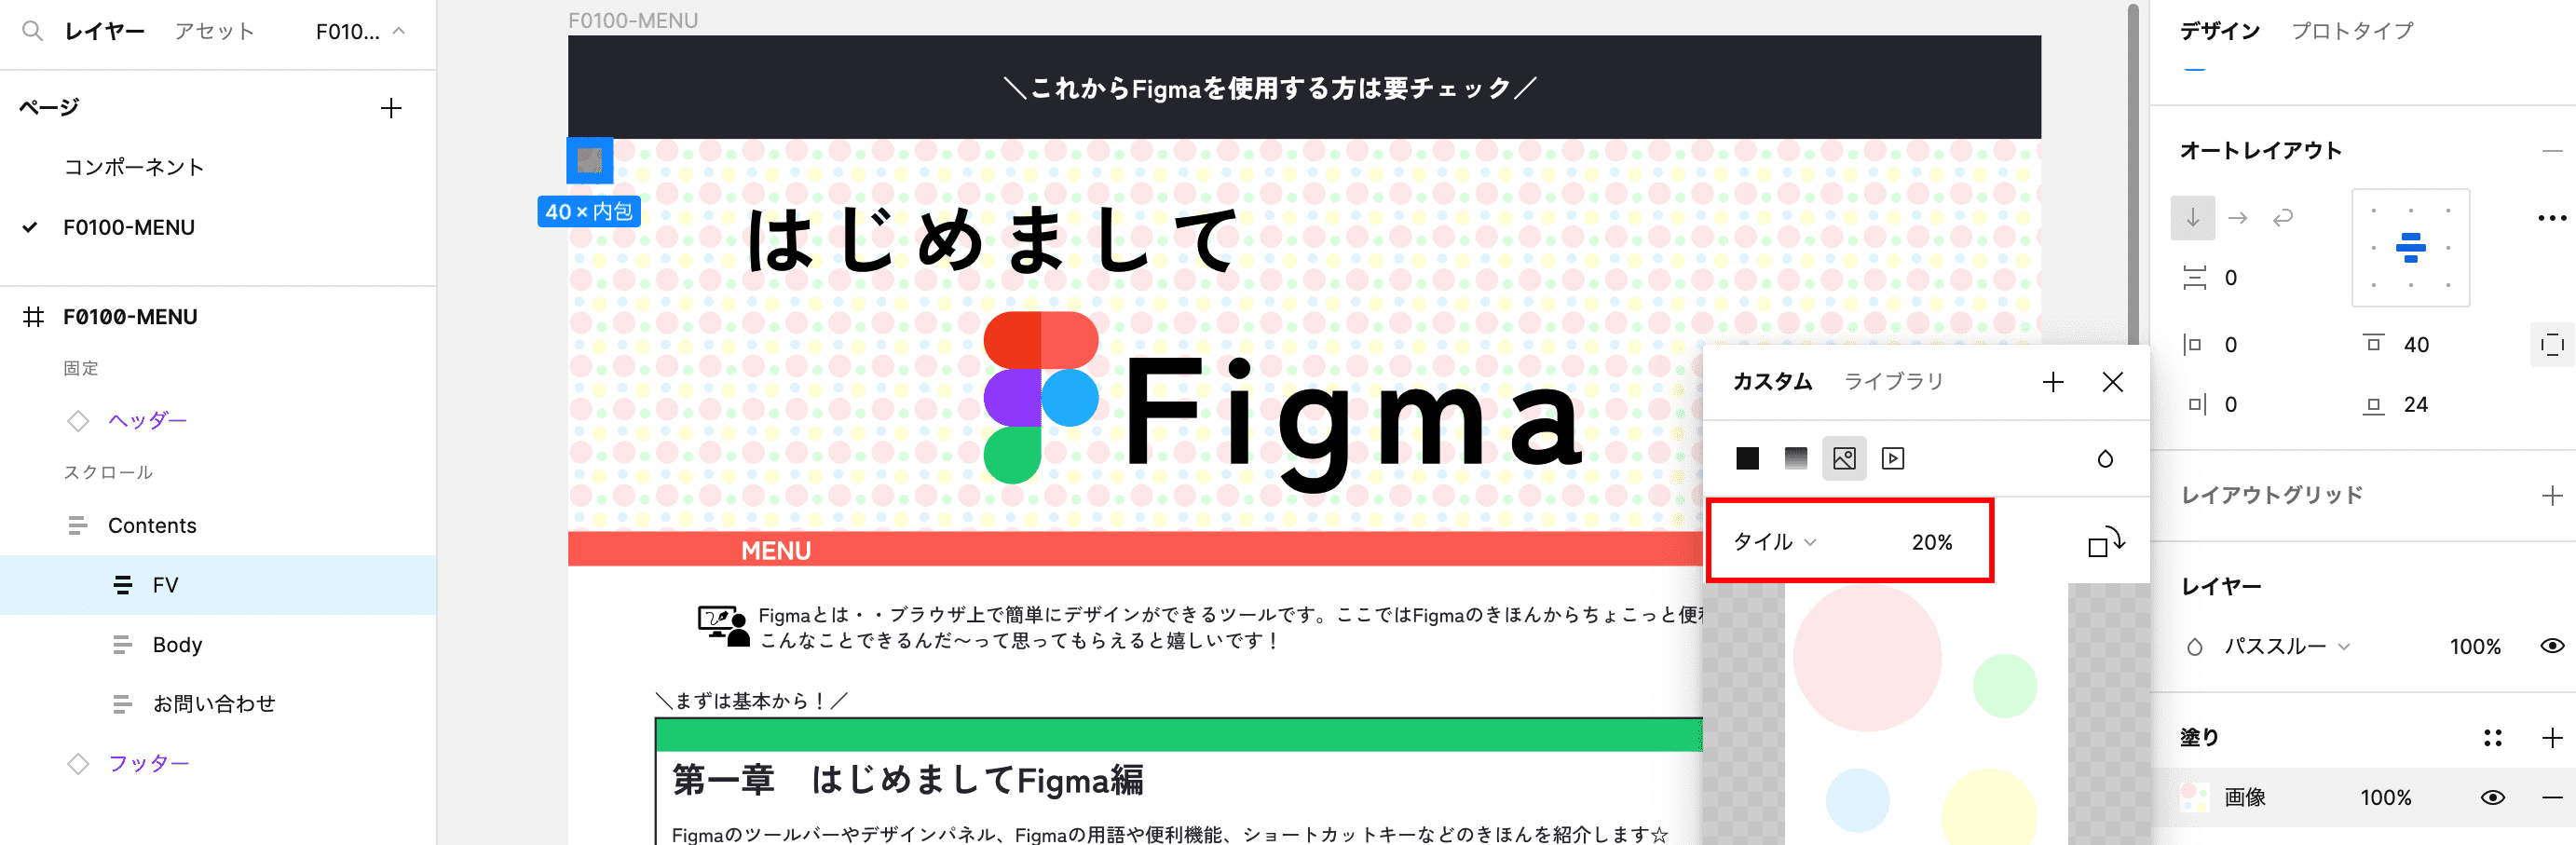 レイヤー
アセット
F010...
ページ
コンポーネント
F0100-MENU
F0100-MENU
固定
ヘッダー
スクロール
Contents
FV
Body
お問い合わせ
フッター
F0100-MENU
＼これからFigmaを使用する方は要チェック／
40 × 内包
はじめまして
Figma
MENU
Figmaとは・・ブラウザ上で簡単にデザインができるツールです。ここではFigmaのきほんからちょこっと便
こんなことできるんだ〜って思ってもらえると嬉しいです！
＼まずは基本から！／
第一章　はじめましてFigma編
Figmaのツールバーやデザインパネル、Figmaの用語や便利機能、ショートカットキーなどのきほんを紹介します☆
カスタム
ライブラリ
タイル
20%
デザイン
プロトタイプ
オートレイアウト
0
0
40
0
24
レイアウトグリッド
レイヤー
パススルー
100%
塗り
画像
100%